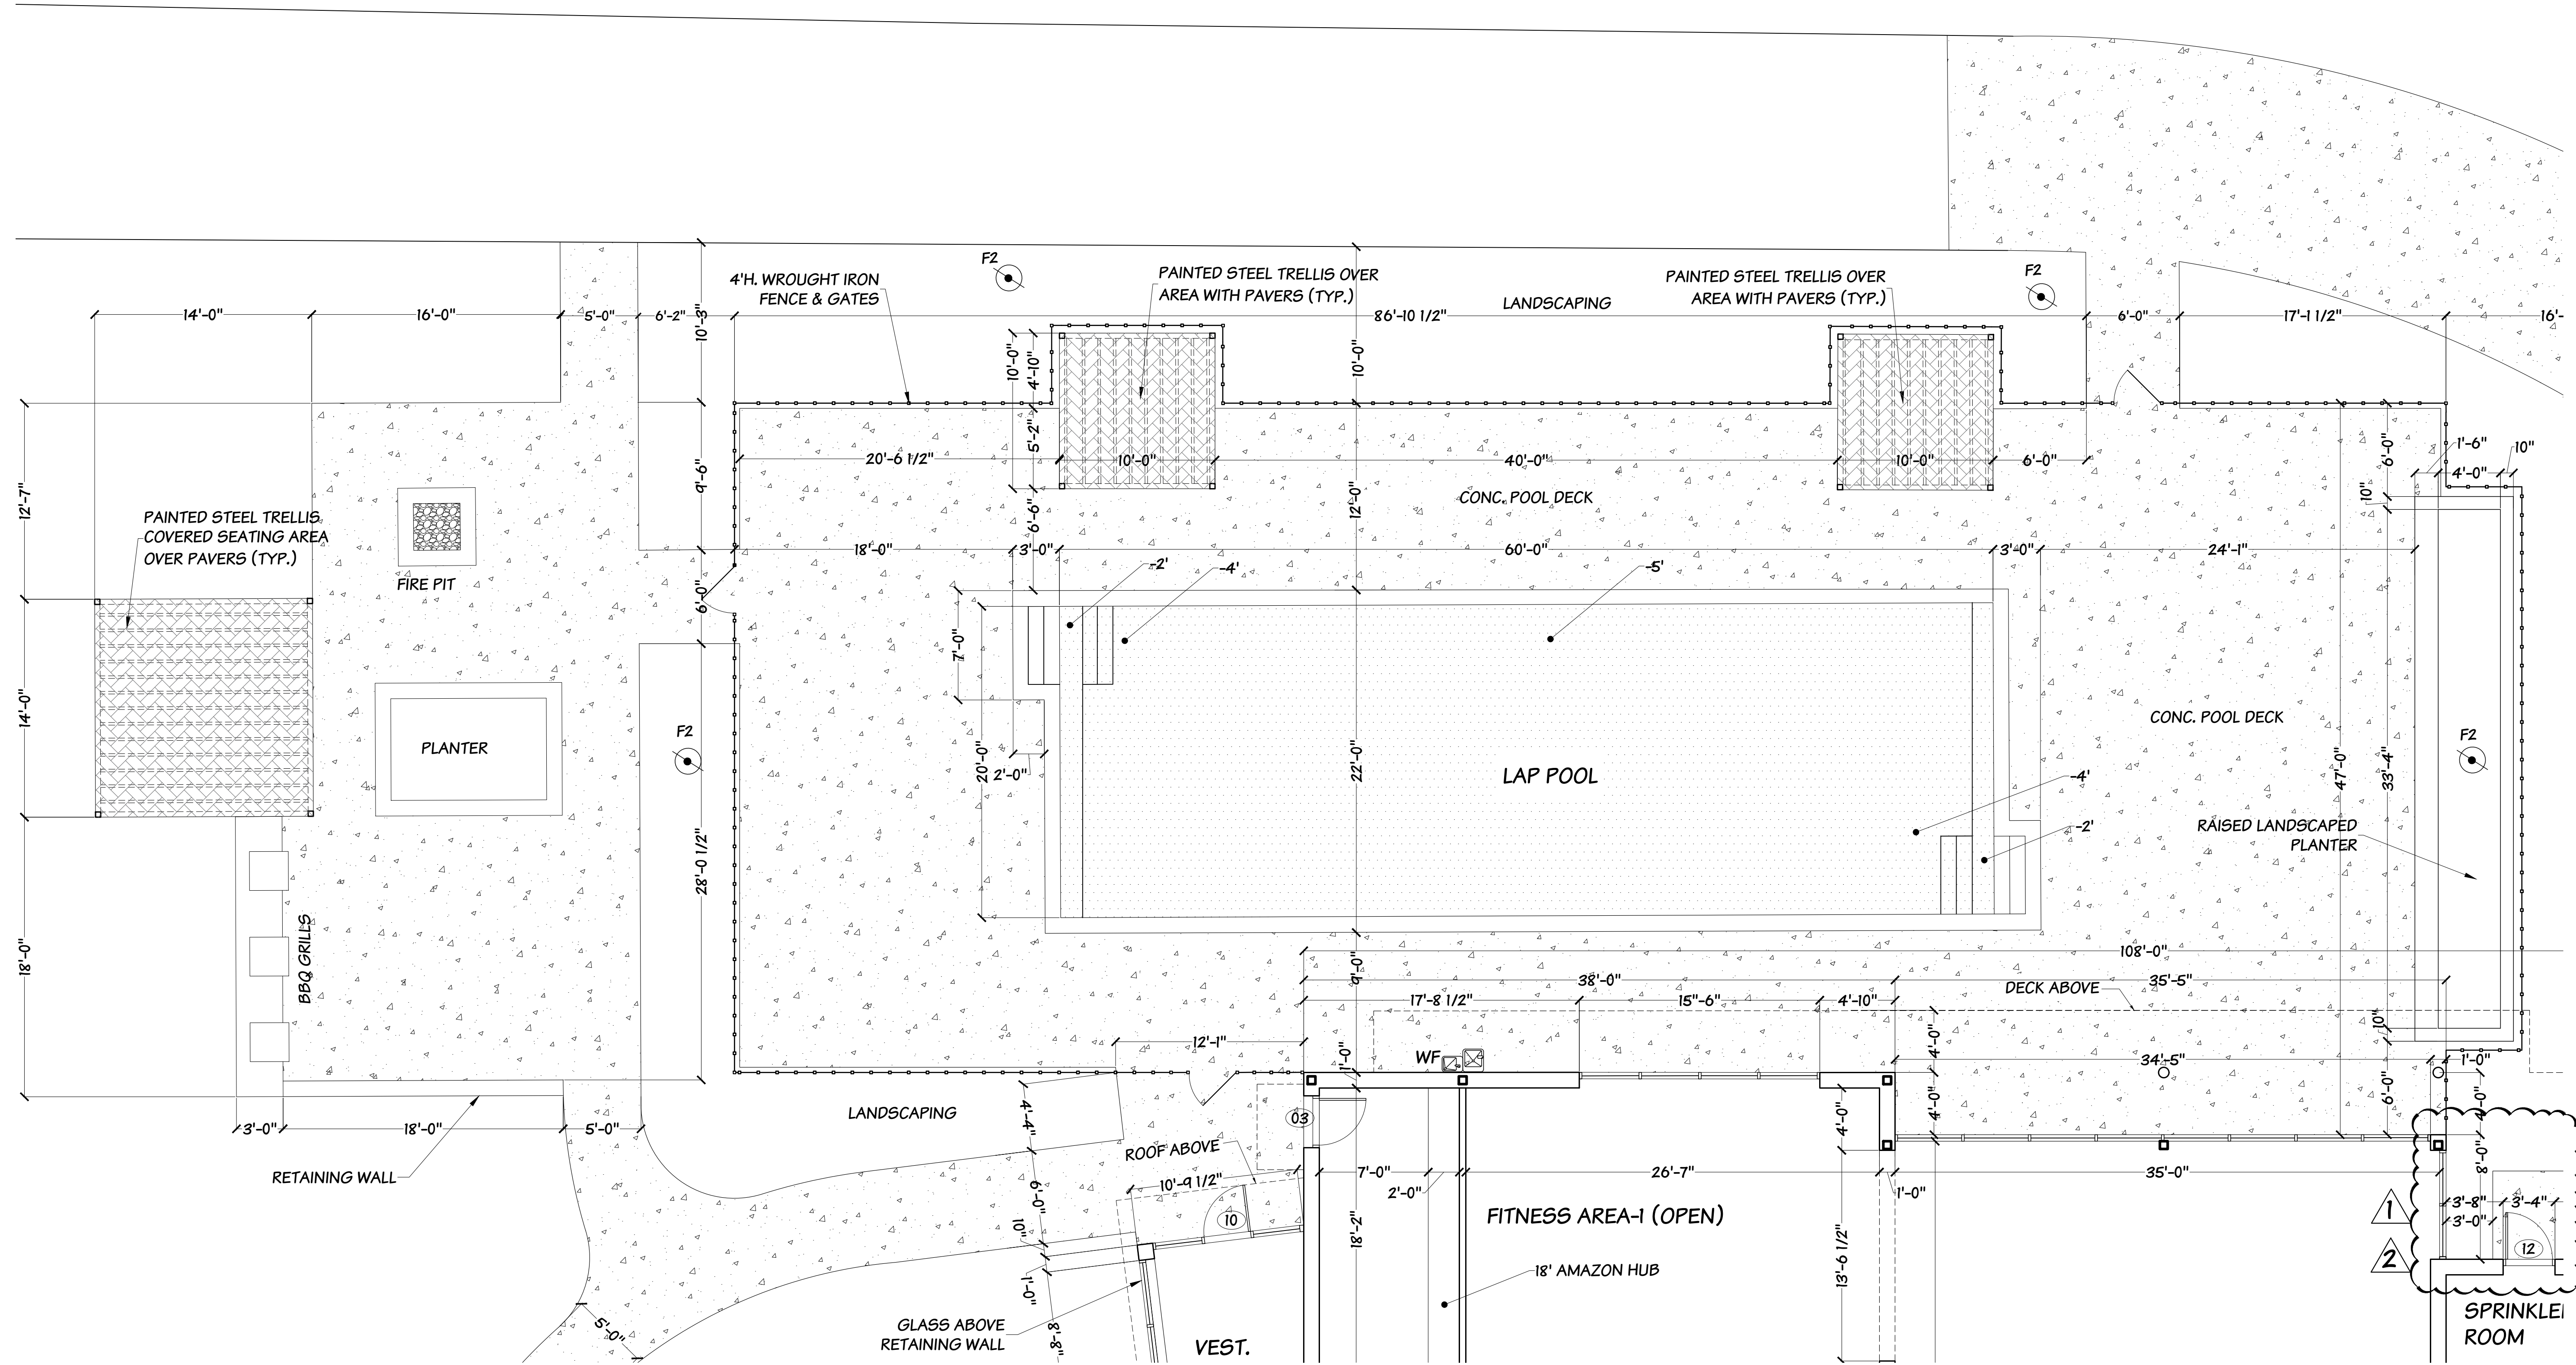 F2
F2
4'H. WROUGHT IRON
FENCE & GATES
PAINTED STEEL TRELLIS OVER
AREA WITH PAVERS (TYP.)
PAINTED STEEL TRELLIS OVER
AREA WITH PAVERS (TYP.)
LANDSCAPING
14'-0"
16'-0"
5'-0"
6'-2"
10'-3"
86'-10 1/2"
6'-0"
17'-1 1/2"
16'-
10'-0"
4'-10"
10'-0"
5'-2"
20'-6 1/2"
10'-0"
40'-0"
10'-0"
6'-0"
6'-0"
1'-6"
10"
4'-0"
10"
12'-7"
9'-6"
6'-6"
12'-0"
CONC. POOL DECK
PAINTED STEEL TRELLIS
COVERED SEATING AREA
OVER PAVERS (TYP.)
18'-0"
3'-0"
60'-0"
3'-0"
24'-1"
FIRE PIT
6'-0"
-2'
-4'
-5'
7'-0"
14'-0"
PLANTER
F2
20'-0"
2'-0"
22'-0"
LAP POOL
CONC. POOL DECK
F2
47'-0"
33'-4"
-4'
-2'
RAISED LANDSCAPED
PLANTER
28'-0 1/2"
18'-0"
BBQ GRILLS
9'-0"
108'-0"
38'-0"
35'-5"
DECK ABOVE
17'-8 1/2"
15"-6"
4'-10"
10"
12'-1"
1'-0"
WF
4'-0"
34'-5"
1'-0"
3'-0"
18'-0"
5'-0"
LANDSCAPING
4'-4"
03
4'-0"
4'-0"
6'-0"
4'-0"
RETAINING WALL
ROOF ABOVE
10'-9 1/2"
7'-0"
2'-0"
26'-7"
1'-0"
35'-0"
8'-0"
6'-0"
10"
10
18'-2"
FITNESS AREA-1 (OPEN)
13'-6 1/2"
1
2
3'-8"
3'-4"
3'-0"
12
1'-0"
18' AMAZON HUB
5'-0"
GLASS ABOVE
RETAINING WALL
8'-8"
VEST.
SPRINKLE
ROOM